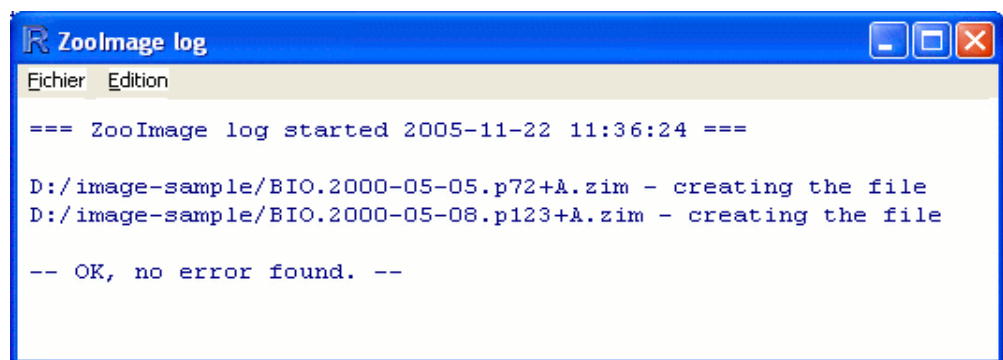 ZooImage log
Fichier Edition
=== ZooImage log started 2005-11-22 11:36:24 ===
D:/image-sample/BIO.2000-05-05.p72+A.zim - creating the file
D:/image-sample/BIO.2000-05-08.p123+A.zim - creating the file
-- OK, no error found. --